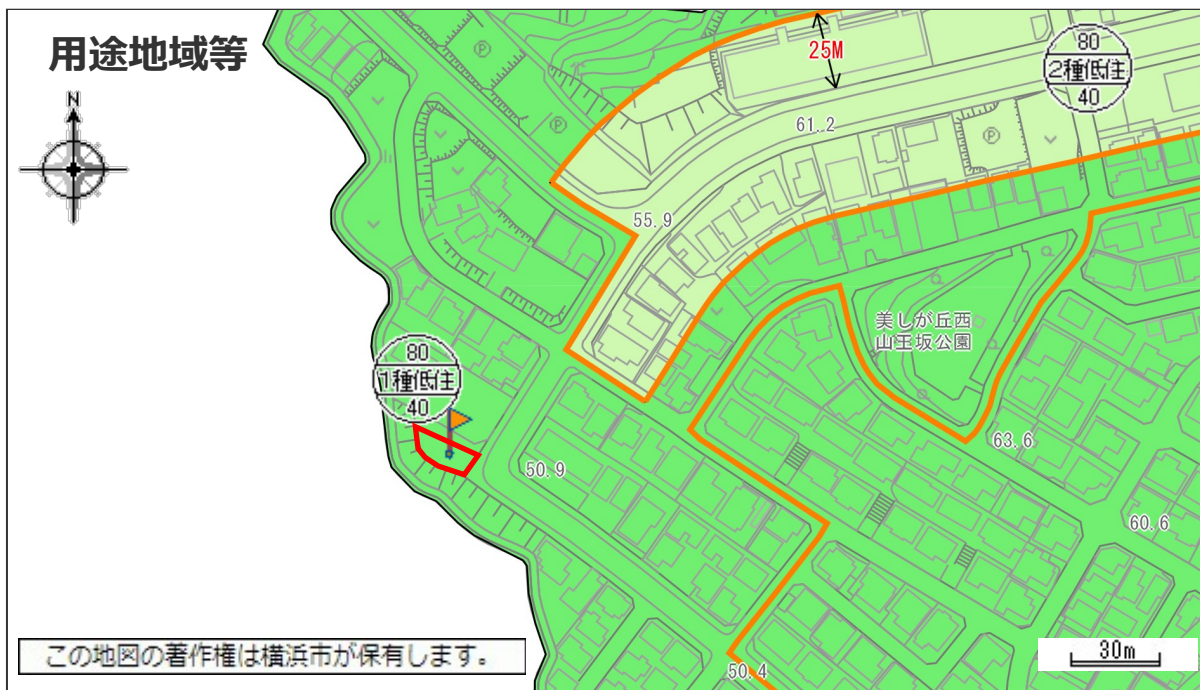 用途地域等
N
25M
80
2種低住
40
61.2
55.9
美しが丘西
山王坂公園
80
1種低住
40
63.6
50.9
60.6
50.4
30m
この地図の著作権は横浜市が保有します。
P
P
P